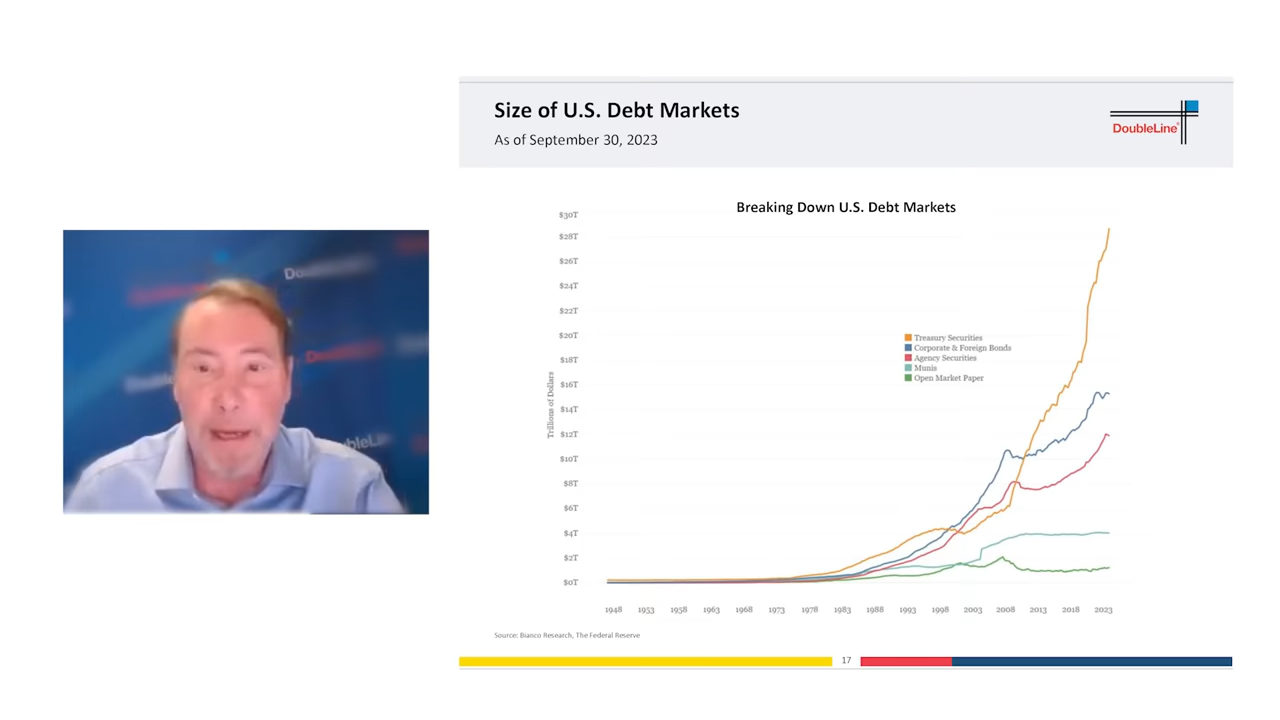 Size of U.S. Debt Markets
As of September 30, 2023
DoubleLine®
Breaking Down U.S. Debt Markets
$30T
$28T
$26T
$24T
$22T
$20T
$18T
$16T
$14T
$12T
$10T
$8T
$6T
$4T
$2T
$0T
Trillions of Dollars
Treasury Securities
Corporate & Foreign Bonds
Agency Securities
Munis
Open Market Paper
1948 1953 1958 1963 1968 1973 1978 1983 1988 1993 1998 2003 2008 2013 2018 2023
Source: Bianco Research, The Federal Reserve
17